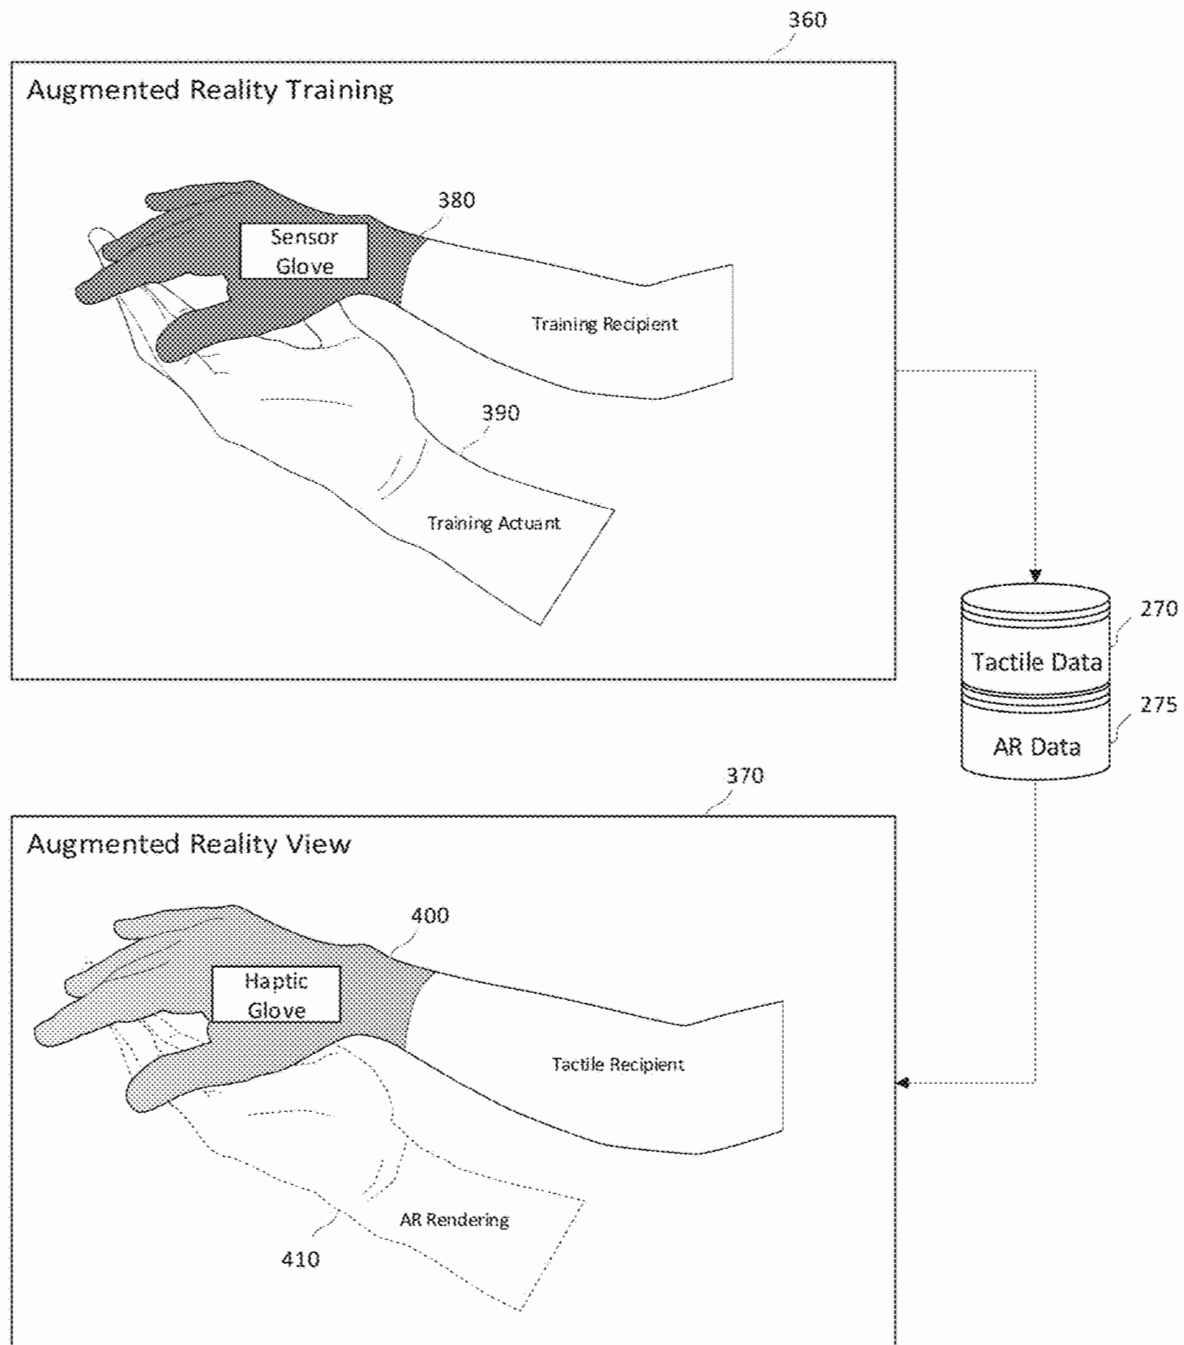 360
Augmented Reality Training
380
Sensor
Glove
Training Recipient
390
Training Actuant
270
Tactile Data
275
AR Data
370
Augmented Reality View
400
Haptic
Glove
Tactile Recipient
AR Rendering
410